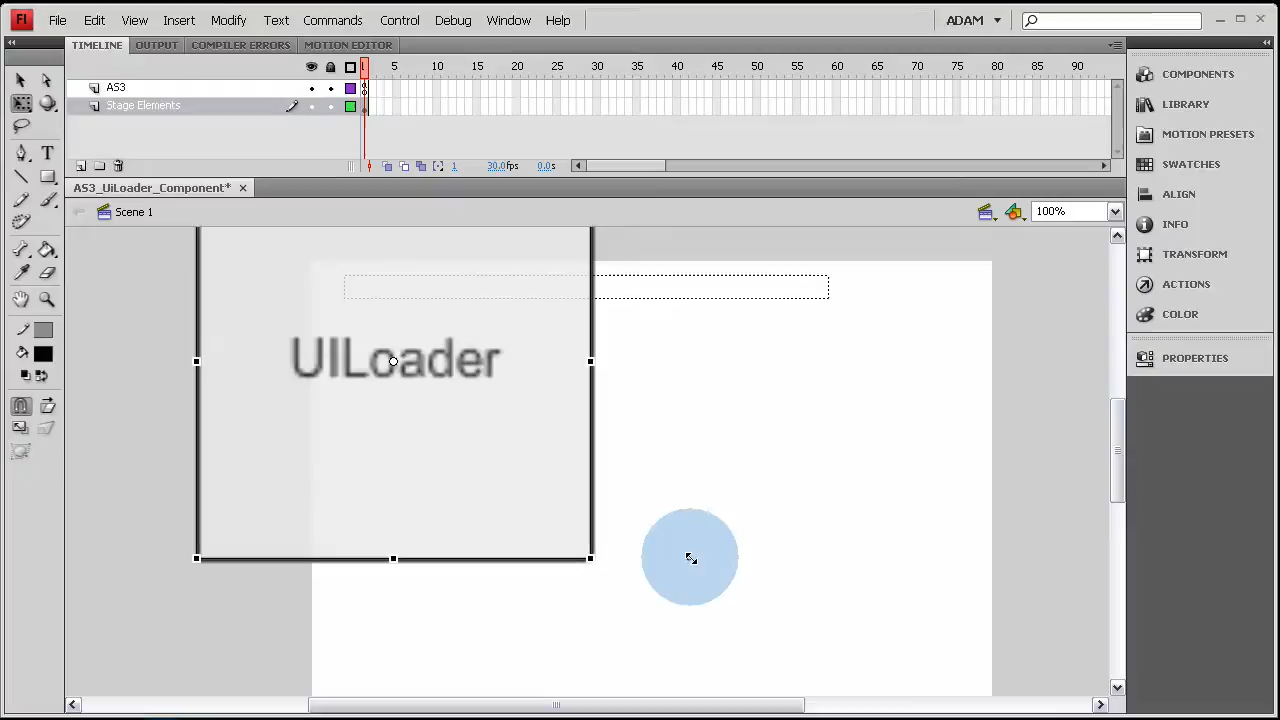 Fl File Edit View Insert Modify Text Commands Control Debug Window Help ADAM
TIMELINE OUTPUT COMPILER ERRORS MOTION EDITOR
1 5 10 15 20 25 30 35 40 45 50 55 60 65 70 75 80 85 90
AS3
Stage Elements
1 30.0fps 0.0s
AS3_UiLoader_Component*
Scene 1 100%
UILoader
COMPONENTS
LIBRARY
MOTION PRESETS
SWATCHES
ALIGN
INFO
TRANSFORM
ACTIONS
COLOR
PROPERTIES